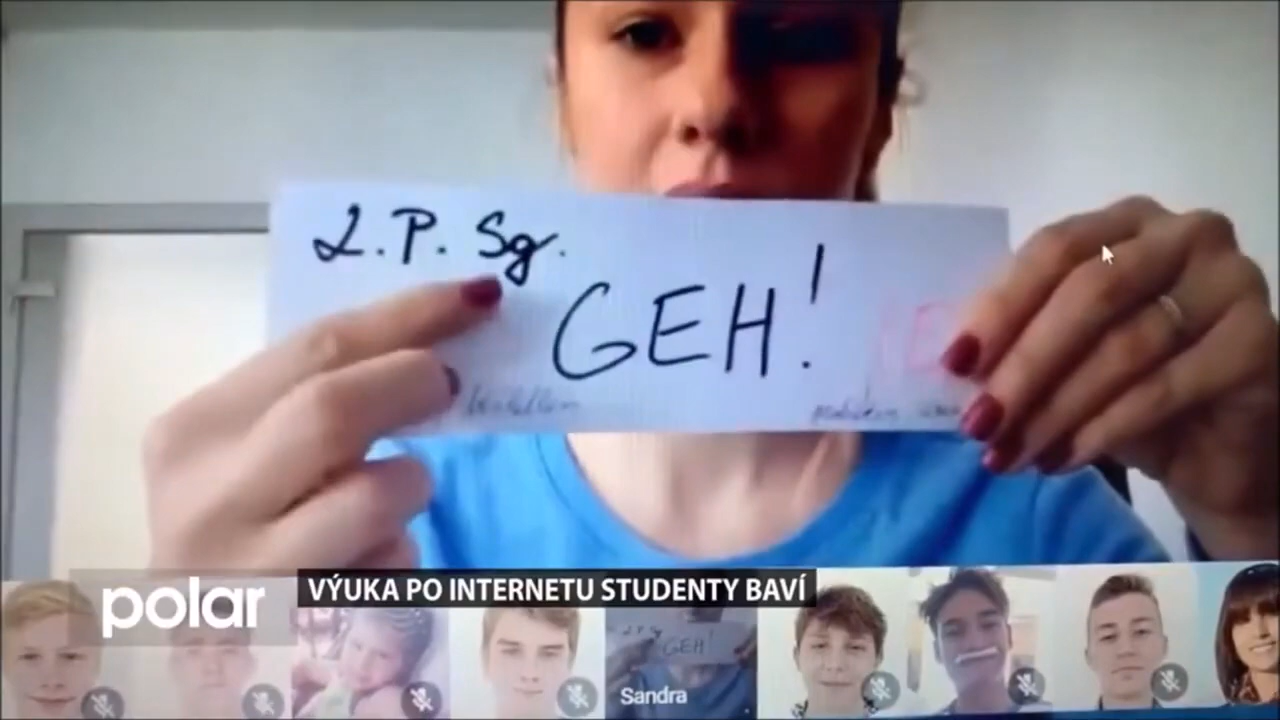 2. P. Sg.
GEH!
polar
VÝUKA PO INTERNETU STUDENTY BAVÍ
GEH!
Sandra